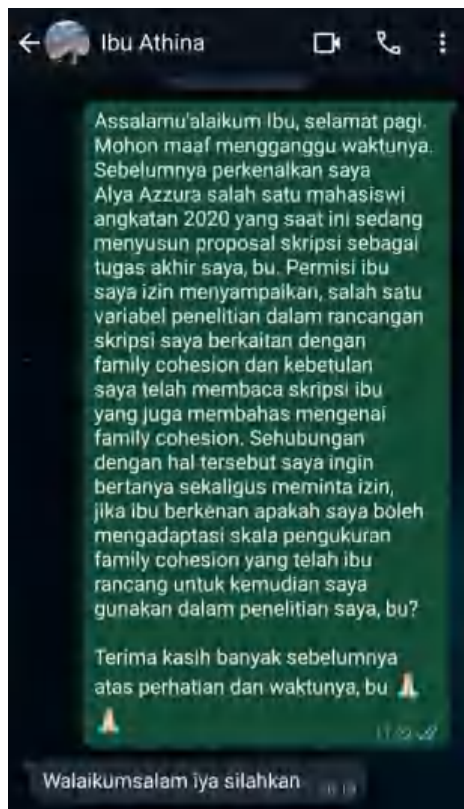 Ibu Athina
Assalamu'alaikum Ibu, selamat pagi.
Mohon maaf mengganggu waktunya.
Sebelumnya perkenalkan saya
Alya Azzura salah satu mahasiswi
angkatan 2020 yang saat ini sedang
menyusun proposal skripsi sebagai
tugas akhir saya, bu. Permisi ibu
saya izin menyampaikan, salah satu
variabel penelitian dalam rancangan
skripsi saya berkaitan dengan
family cohesion dan kebetulan
saya telah membaca skripsi ibu
yang juga membahas mengenai
family cohesion. Sehubungan
dengan hal tersebut saya ingin
bertanya sekaligus meminta izin,
jika ibu berkenan apakah saya boleh
mengadaptasi skala pengukuran
family cohesion yang telah ibu
rancang untuk kemudian saya
gunakan dalam penelitian saya, bu?
Terima kasih banyak sebelumnya
atas perhatian dan waktunya, bu 🙏🏻
🙏🏻
Walaikumsalam iya silahkan